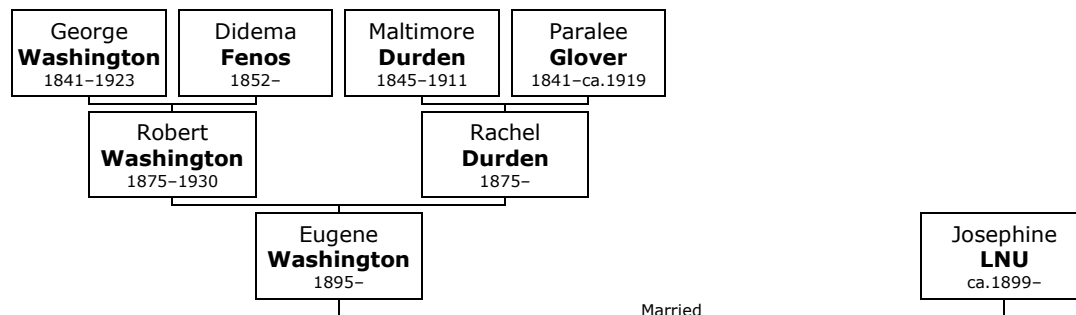 George
Washington
1841–1923
Didema
Fenos
1852–
Maltimore
Durden
1845–1911
Paralee
Glover
1841–ca.1919
Robert
Washington
1875–1930
Rachel
Durden
1875–
Eugene
Washington
1895–
Josephine
LNU
ca.1899–
Married